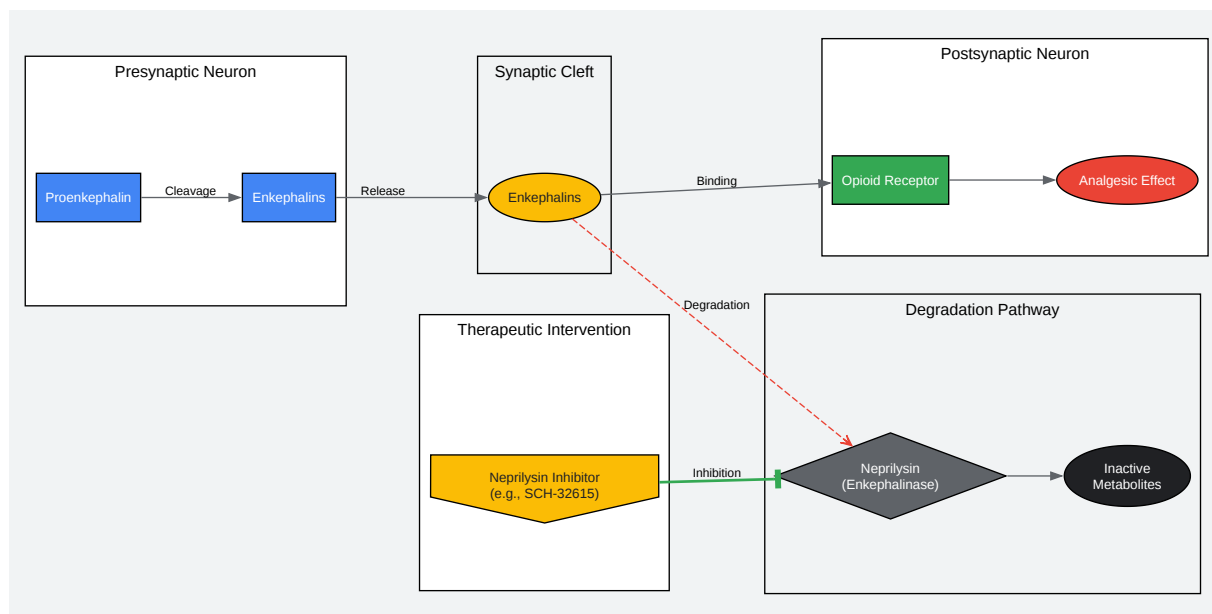 Presynaptic Neuron
Proenkephalin
Cleavage
Enkephalins
Release
Synaptic Cleft
Enkephalins
Binding
Postsynaptic Neuron
Opioid Receptor
Analgesic Effect
Degradation
Therapeutic Intervention
Neprilysin Inhibitor
(e.g., SCH-32615)
Inhibition
Degradation Pathway
Neprilysin
(Enkephalinase)
Inactive
Metabolites